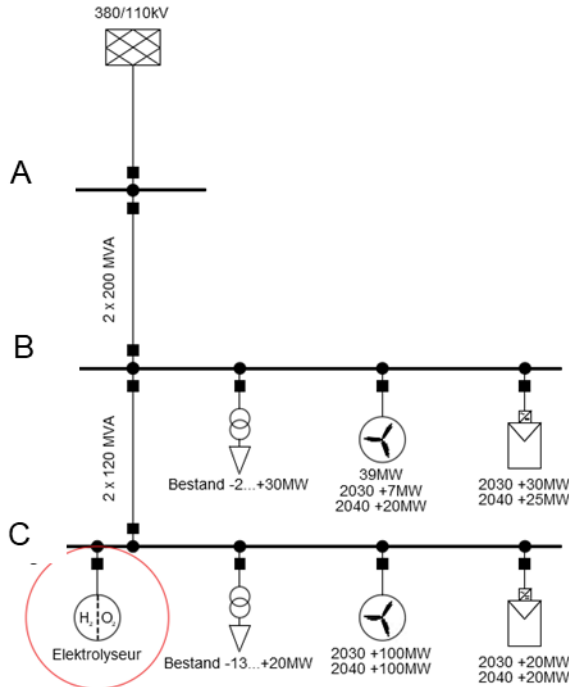 380/110kV
A
2 x 200 MVA
B
2 x 120 MVA
Bestand -2...+30MW
39MW
2030 +7MW
2040 +20MW
2030 +30MW
2040 +25MW
C
H₂ O₂
Elektrolyseur
Bestand -13...+20MW
2030 +100MW
2040 +100MW
2030 +20MW
2040 +20MW